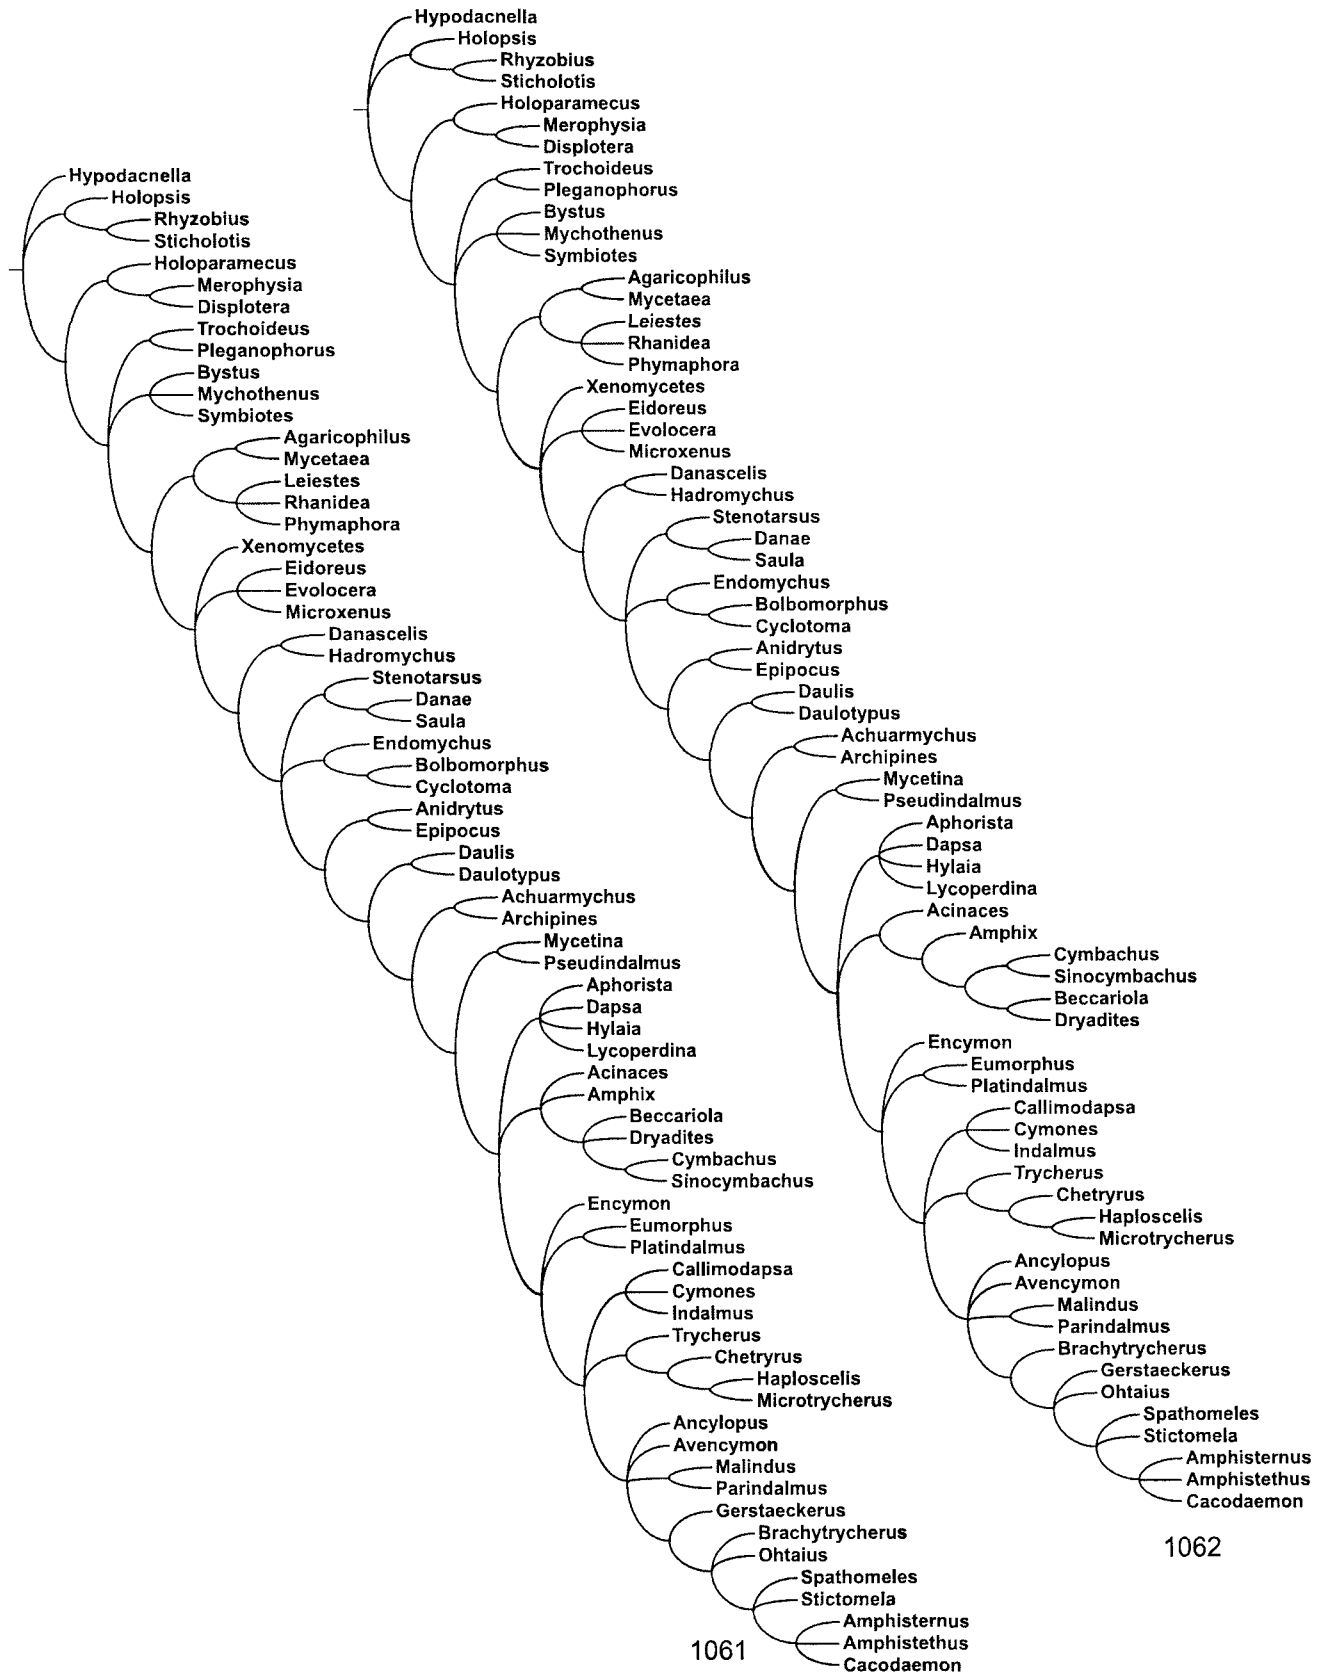 Hypodacnella
Holopsis
Rhyzobius
Sticholotis
Holoparamecus
Merophysia
Displotera
Trochoideus
Pleganophorus
Bystus
Mychothenus
Symbiotes
Agaricophilus
Mycetaea
Leiestes
Rhanidea
Phymaphora
Xenomycetes
Eidoreus
Evolocera
Microxenus
Danascelis
Hadromychus
Stenotarsus
Danae
Saula
Endomychus
Bolbomorphus
Cyclotoma
Anidrytus
Epipocus
Daulis
Daulotypus
Achuarmychus
Archipines
Mycetina
Pseudindalmus
Aphorista
Dapsa
Hylaia
Lycoperdina
Acinaces
Amphix
Beccariola
Dryadites
Cymbachus
Sinocymbachus
Encymon
Eumorphus
Platindalmus
Callimodapsa
Cymones
Indalmus
Trycherus
Chetryrus
Haploscelis
Microtrycherus
Ancylopus
Avencymon
Malindus
Parindalmus
Gerstaeckerus
Brachytrycherus
Ohtaius
Spathomeles
Stictomela
Amphisternus
Amphistethus
Cacodaemon
1061
Hypodacnella
Holopsis
Rhyzobius
Sticholotis
Holoparamecus
Merophysia
Displotera
Trochoideus
Pleganophorus
Bystus
Mychothenus
Symbiotes
Agaricophilus
Mycetaea
Leiestes
Rhanidea
Phymaphora
Xenomycetes
Eidoreus
Evolocera
Microxenus
Danascelis
Hadromychus
Stenotarsus
Danae
Saula
Endomychus
Bolbomorphus
Cyclotoma
Anidrytus
Epipocus
Daulis
Daulotypus
Achuarmychus
Archipines
Mycetina
Pseudindalmus
Aphorista
Dapsa
Hylaia
Lycoperdina
Acinaces
Amphix
Cymbachus
Sinocymbachus
Beccariola
Dryadites
Encymon
Eumorphus
Platindalmus
Callimodapsa
Cymones
Indalmus
Trycherus
Chetryrus
Haploscelis
Microtrycherus
Ancylopus
Avencymon
Malindus
Parindalmus
Brachytrycherus
Gerstaeckerus
Ohtaius
Spathomeles
Stictomela
Amphisternus
Amphistethus
Cacodaemon
1062